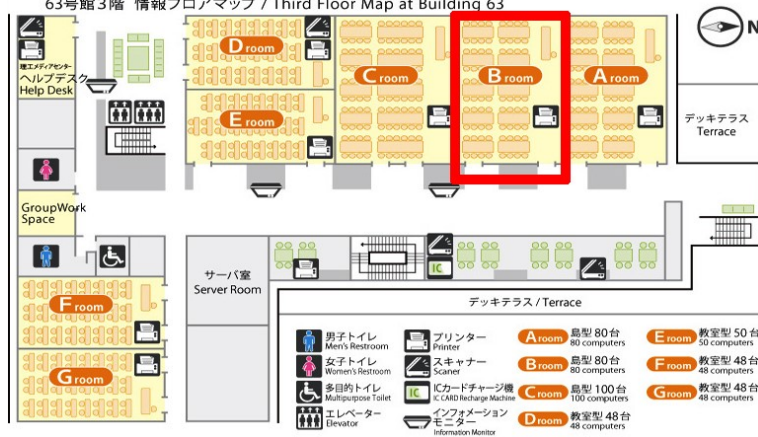 63号館3階 情報フロアマップ / Third Floor Map at Building 63
N
理工メディアセンター
ヘルプデスク
Help Desk
D room
E room
C room
B room
A room
デッキテラス
Terrace
GroupWork
Space
サーバ室
Server Room
IC
デッキテラス / Terrace
F room
G room
男子トイレ
Men's Restroom
女子トイレ
Women's Restroom
多目的トイレ
Multipurpose Toilet
エレベーター
Elevator
プリンター
Printer
スキャナー
Scaner
IC
ICカードチャージ機
IC CARD Recharge Machine
インフォメーション
モニター
Information Monitor
A room 島型 80台
80 computers
B room 島型 80台
80 computers
C room 島型 100台
100 computers
D room 教室型 48台
48 computers
E room 教室型 50台
50 computers
F room 教室型 48台
48 computers
G room 教室型 48台
48 computers